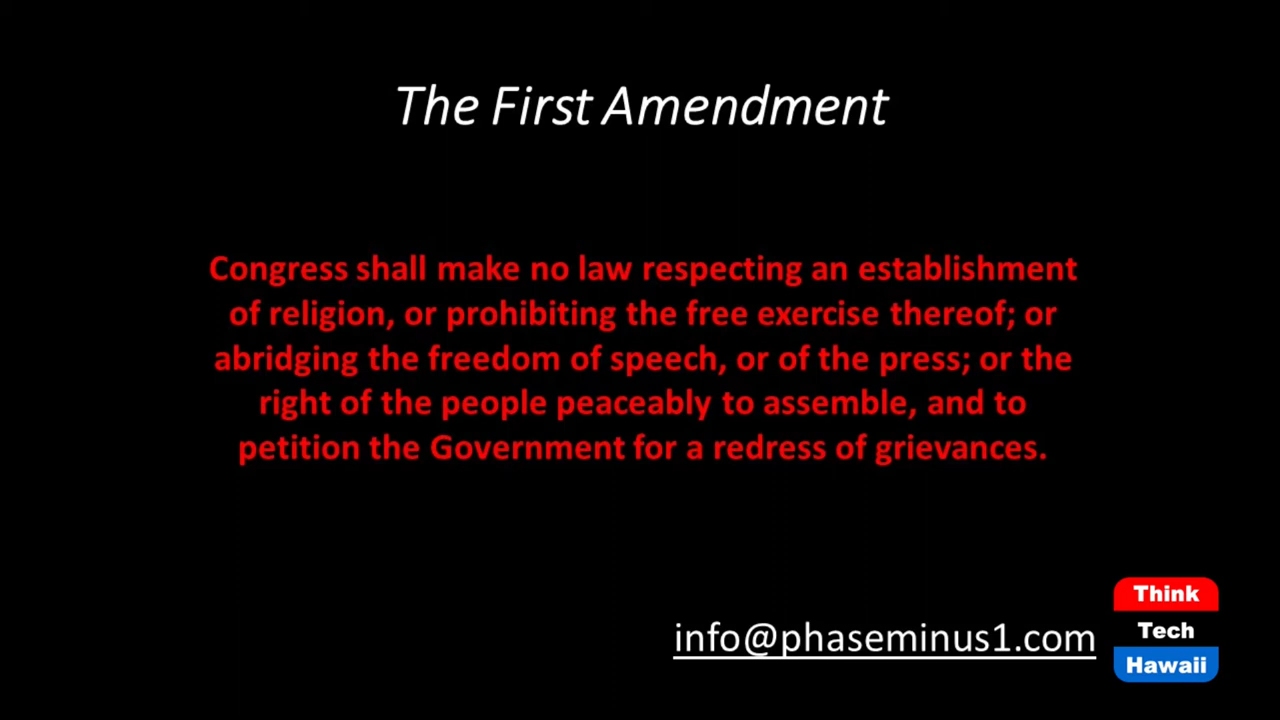 The First Amendment
Congress shall make no law respecting an establishment
of religion, or prohibiting the free exercise thereof; or
abridging the freedom of speech, or of the press; or the
right of the people peaceably to assemble, and to
petition the Government for a redress of grievances.
info@phaseminus1.com
Think
Tech
Hawaii